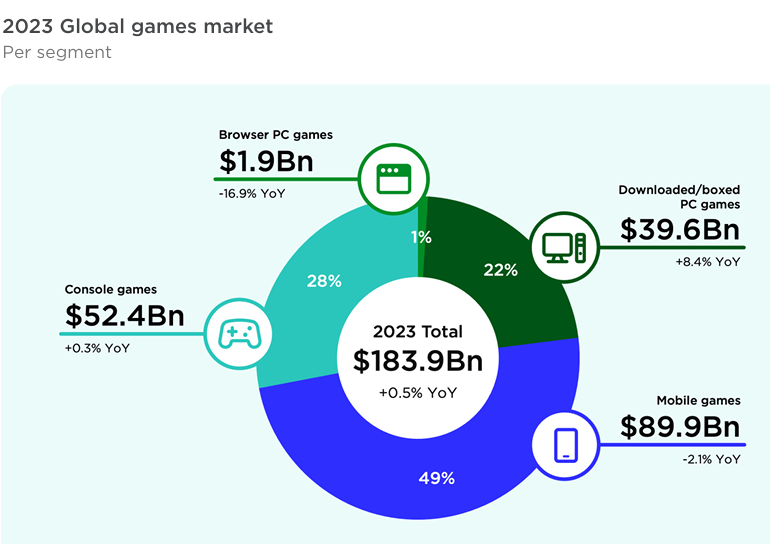 2023 Global games market
Per segment
Browser PC games
$1.9Bn
-16.9% YoY
Downloaded/boxed
PC games
$39.6Bn
+8.4% YoY
1%
22%
28%
Console games
$52.4Bn
+0.3% YoY
2023 Total
$183.9Bn
+0.5% YoY
Mobile games
$89.9Bn
-2.1% YoY
49%